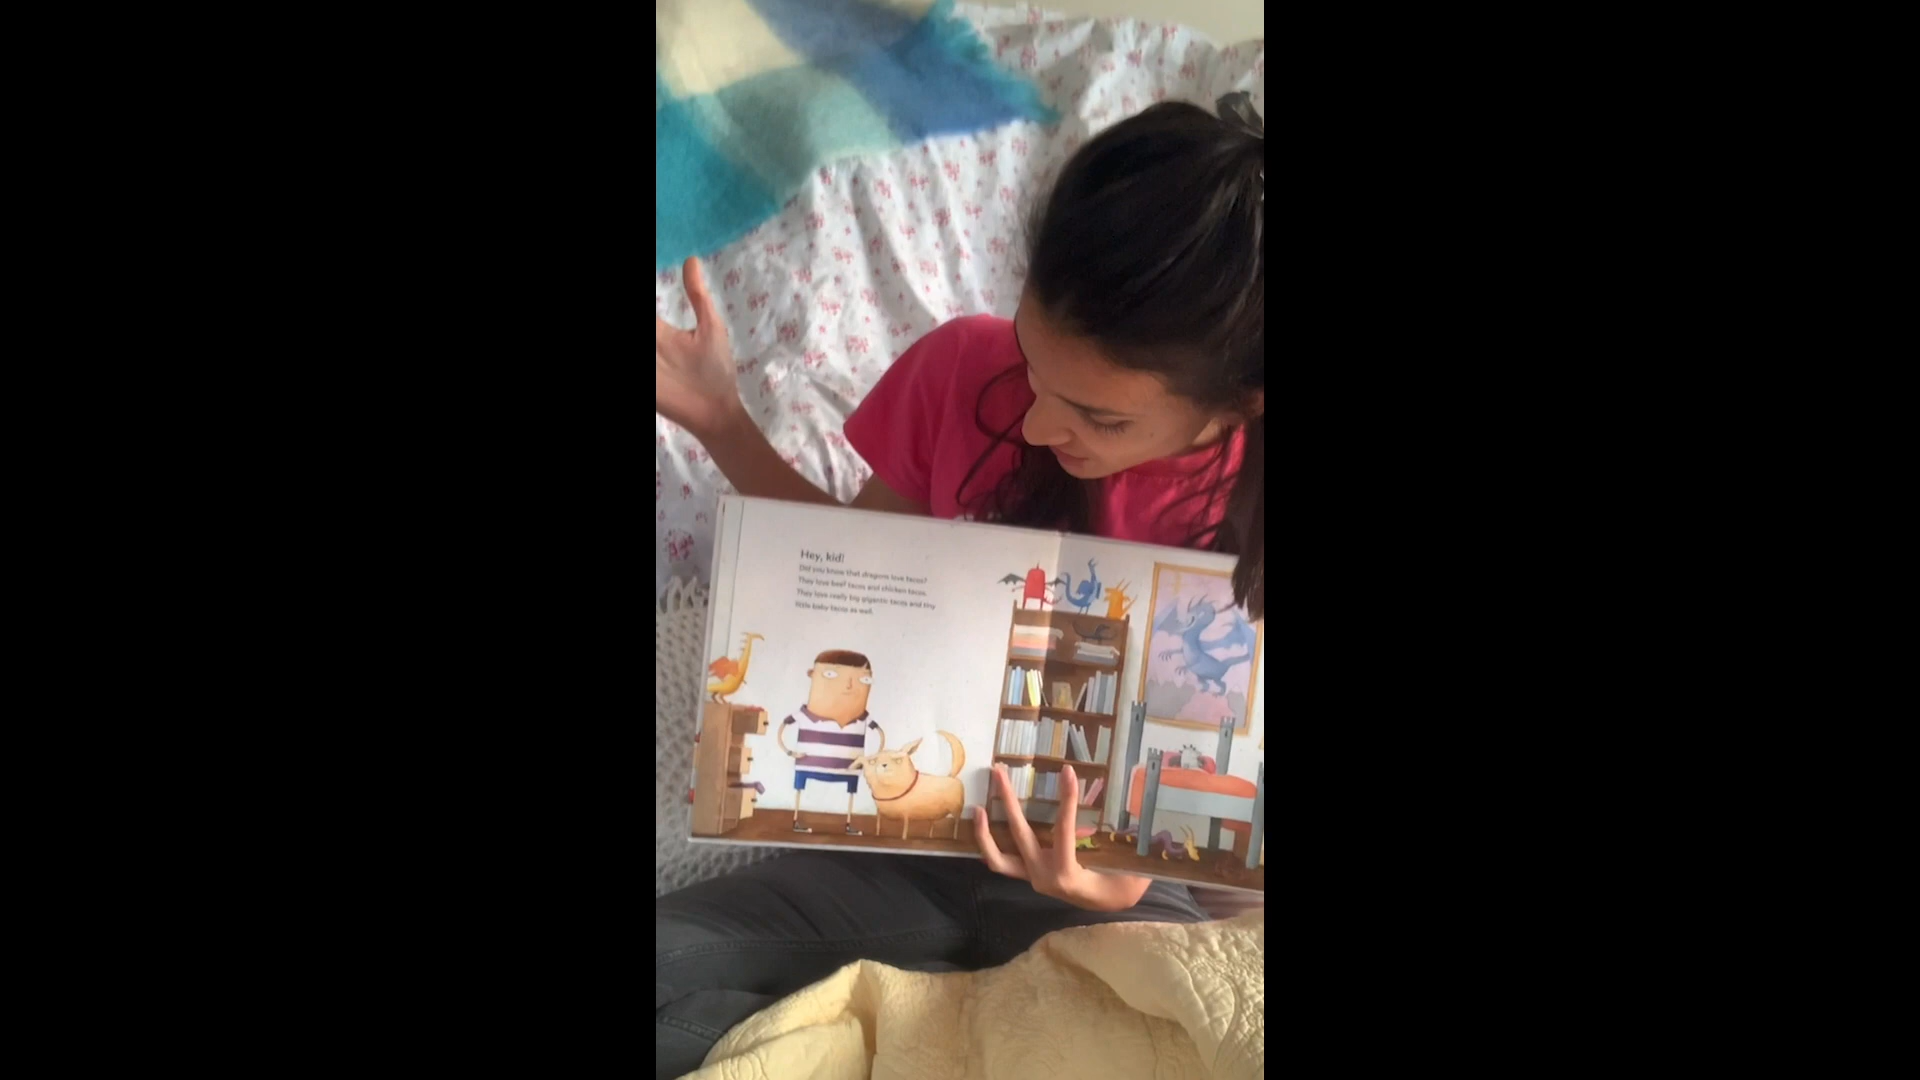 Hey, kid!
Did you know that dragons love tacos?
They love beef tacos and chicken tacos.
They love really big gigantic tacos and tiny
little baby tacos as well.